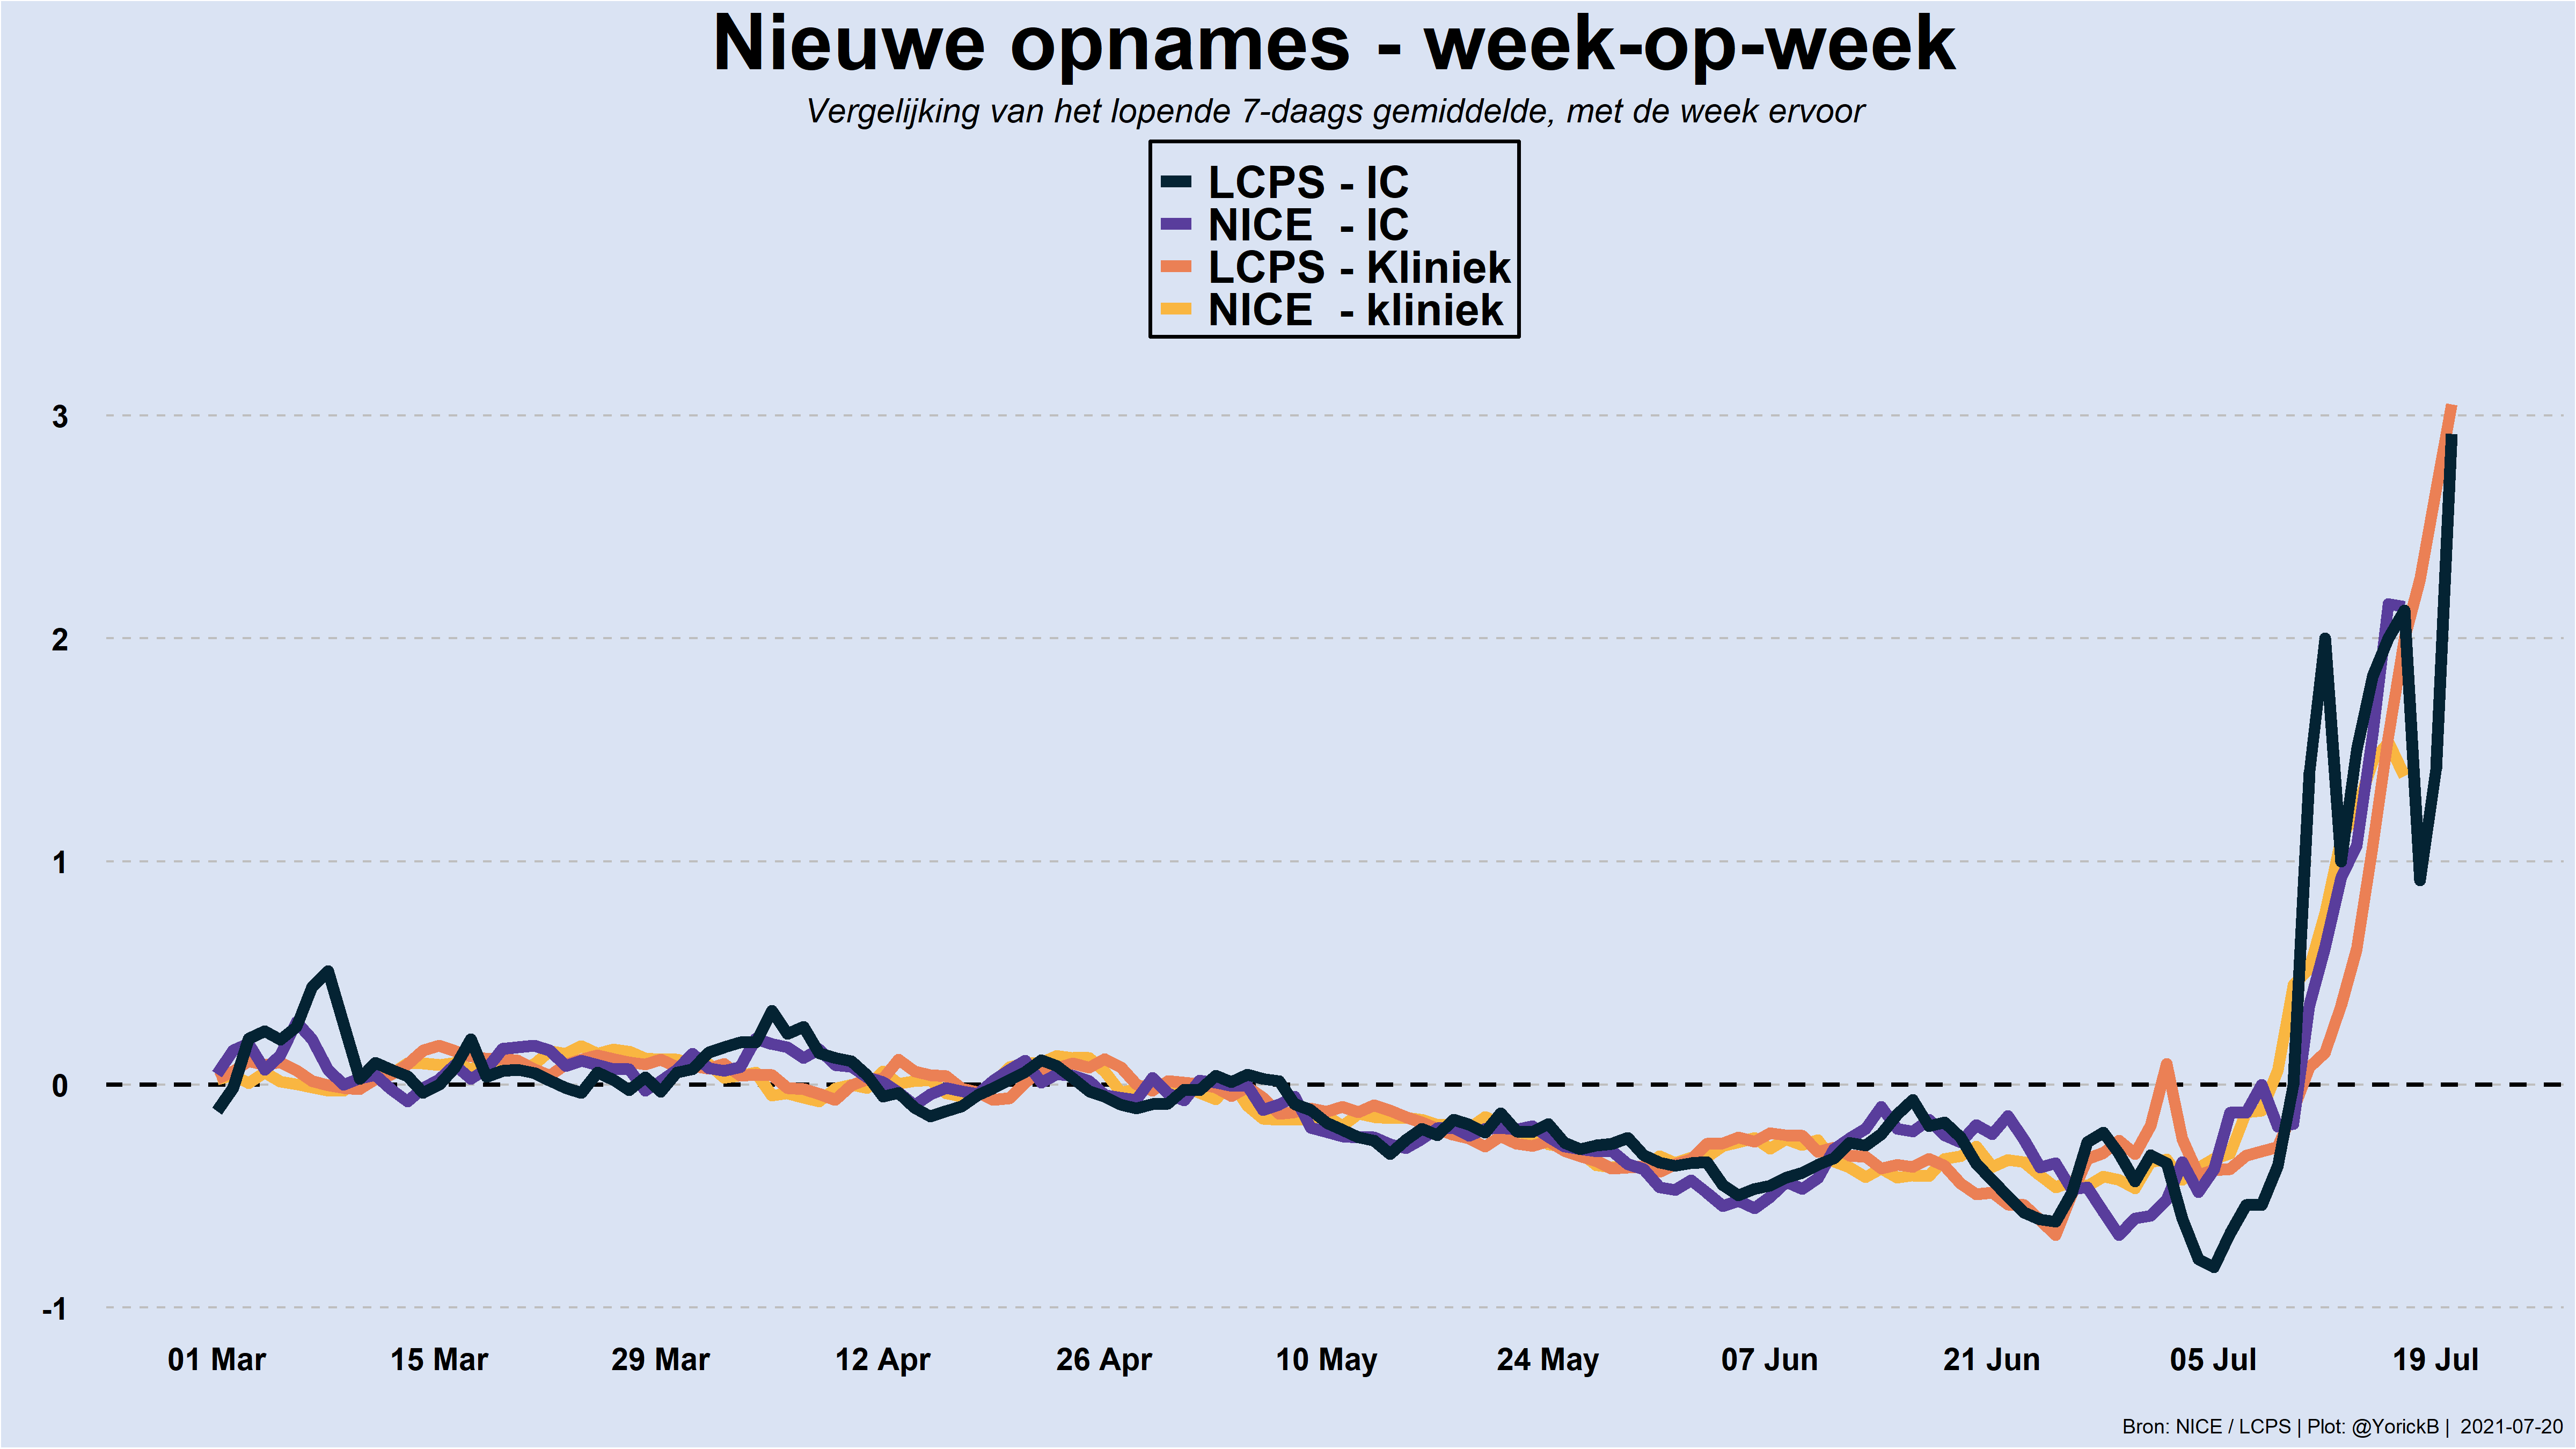 Nieuwe opnames - week-op-week
Vergelijking van het lopende 7-daags gemiddelde, met de week ervoor
LCPS - IC
NICE - IC
LCPS - Kliniek
NICE - kliniek
3
2
1
0
-1
01 Mar 15 Mar 29 Mar 12 Apr 26 Apr 10 May 24 May 07 Jun 21 Jun 05 Jul 19 Jul
Bron: NICE / LCPS | Plot: @YorickB | 2021-07-20